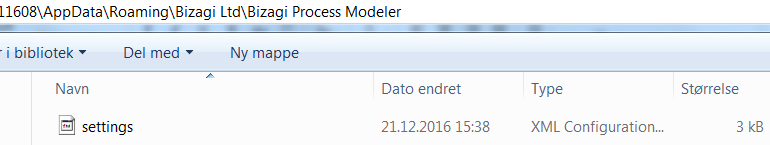 11608\AppData\Roaming\Bizagi Ltd\Bizagi Process Modeler
r i bibliotek Del med Ny mappe
Navn Dato endret Type Størrelse
settings 21.12.2016 15:38 XML Configuration... 3 kB